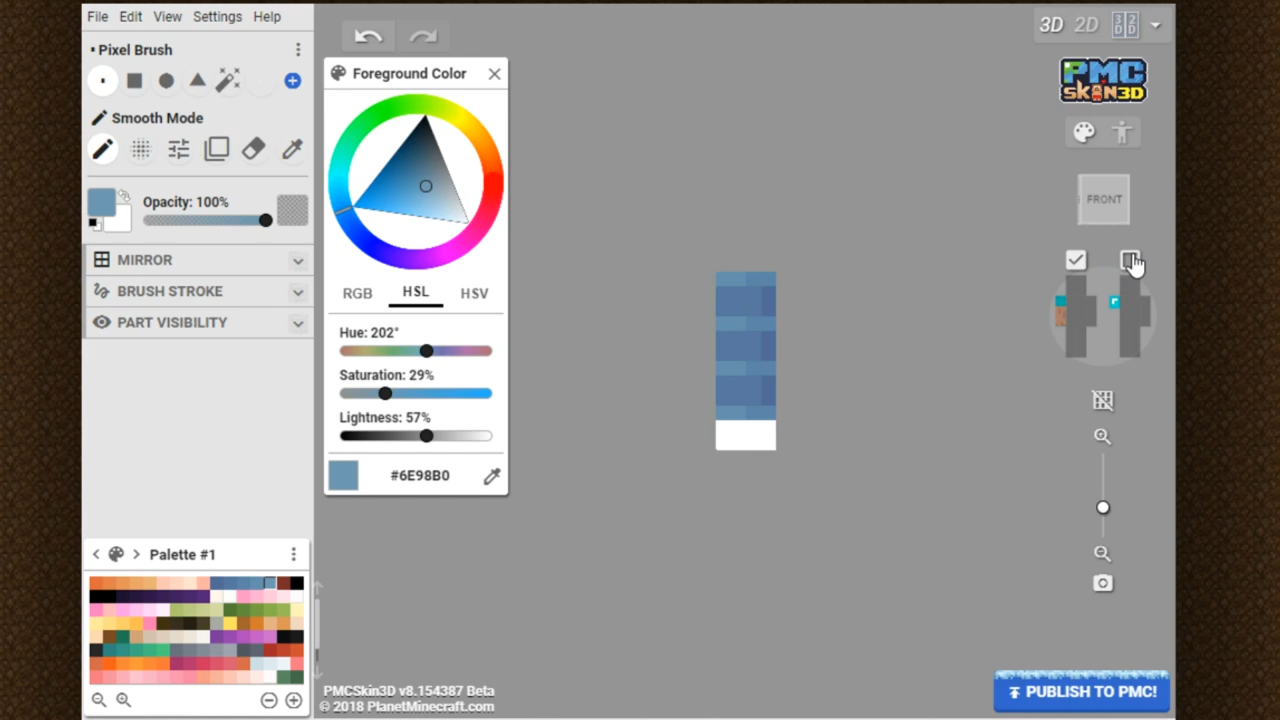 File Edit View Settings Help
3D 2D 3D 2D
Pixel Brush
Foreground Color
PMC
SKIN3D
Smooth Mode
Opacity: 100%
FRONT
MIRROR
BRUSH STROKE
PART VISIBILITY
RGB HSL HSV
Hue: 202°
Saturation: 29%
Lightness: 57%
#6E98B0
Palette #1
PMCSkin3D v8.154387 Beta
© 2018 PlanetMinecraft.com
PUBLISH TO PMC!